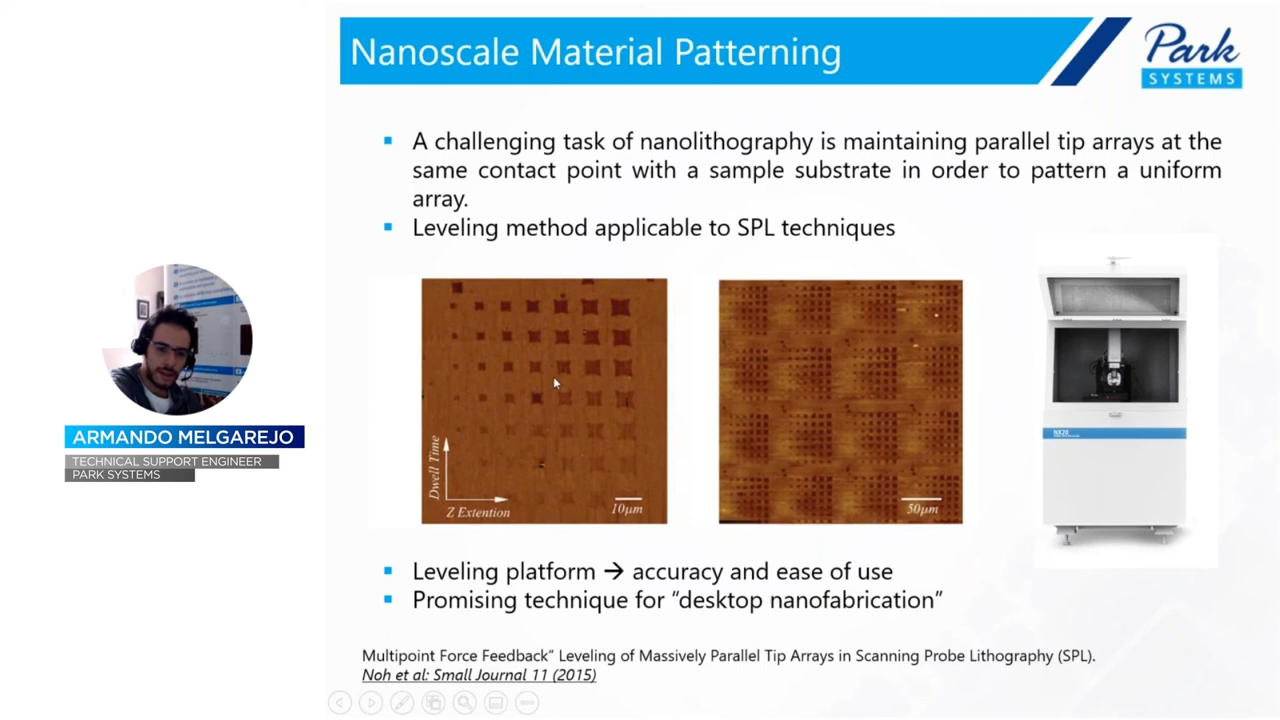 Nanoscale Material Patterning
Park
SYSTEMS
A challenging task of nanolithography is maintaining parallel tip arrays at the
same contact point with a sample substrate in order to pattern a uniform
array.
Leveling method applicable to SPL techniques
Dwell Time
Z Extention
10μm
50μm
NX20
ARMANDO MELGAREJO
TECHNICAL SUPPORT ENGINEER
PARK SYSTEMS
Leveling platform → accuracy and ease of use
Promising technique for “desktop nanofabrication”
Multipoint Force Feedback” Leveling of Massively Parallel Tip Arrays in Scanning Probe Lithography (SPL).
Noh et al: Small Journal 11 (2015)